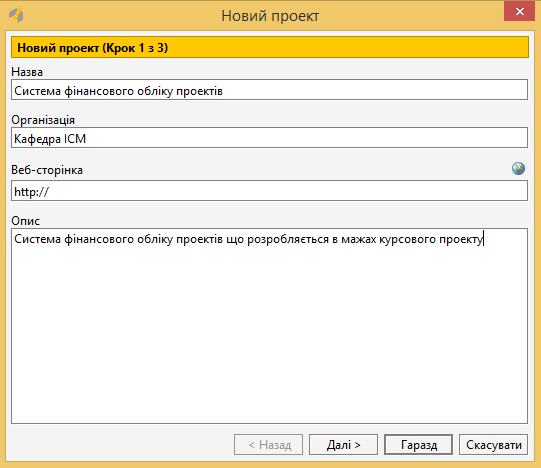 Новий проект
Новий проект (Крок 1 з 3)
Назва
Система фінансового обліку проектів
Організація
Кафедра ІСМ
Веб-сторінка
http://
Опис
Система фінансового обліку проектів що розробляється в мажах курсового проекту
< Назад
Далі >
Гаразд
Скасувати